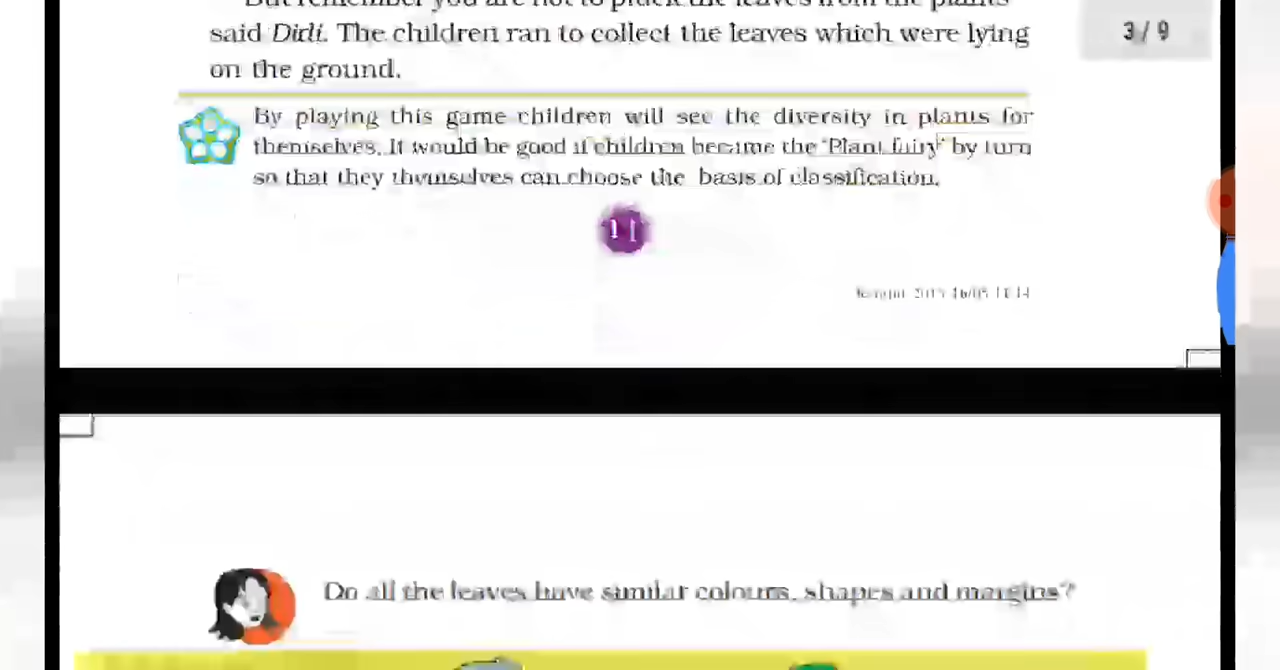 But remember you are not to pluck the leaves from the plants
said Didi. The children ran to collect the leaves which were lying
on the ground.
3 / 9
By playing this game children will see the diversity in plants for
themselves. It would be good if children became the 'Plant fairy' by turn
so that they themselves can choose the basis of classification.
11
Do all the leaves have similar colours, shapes and margins?